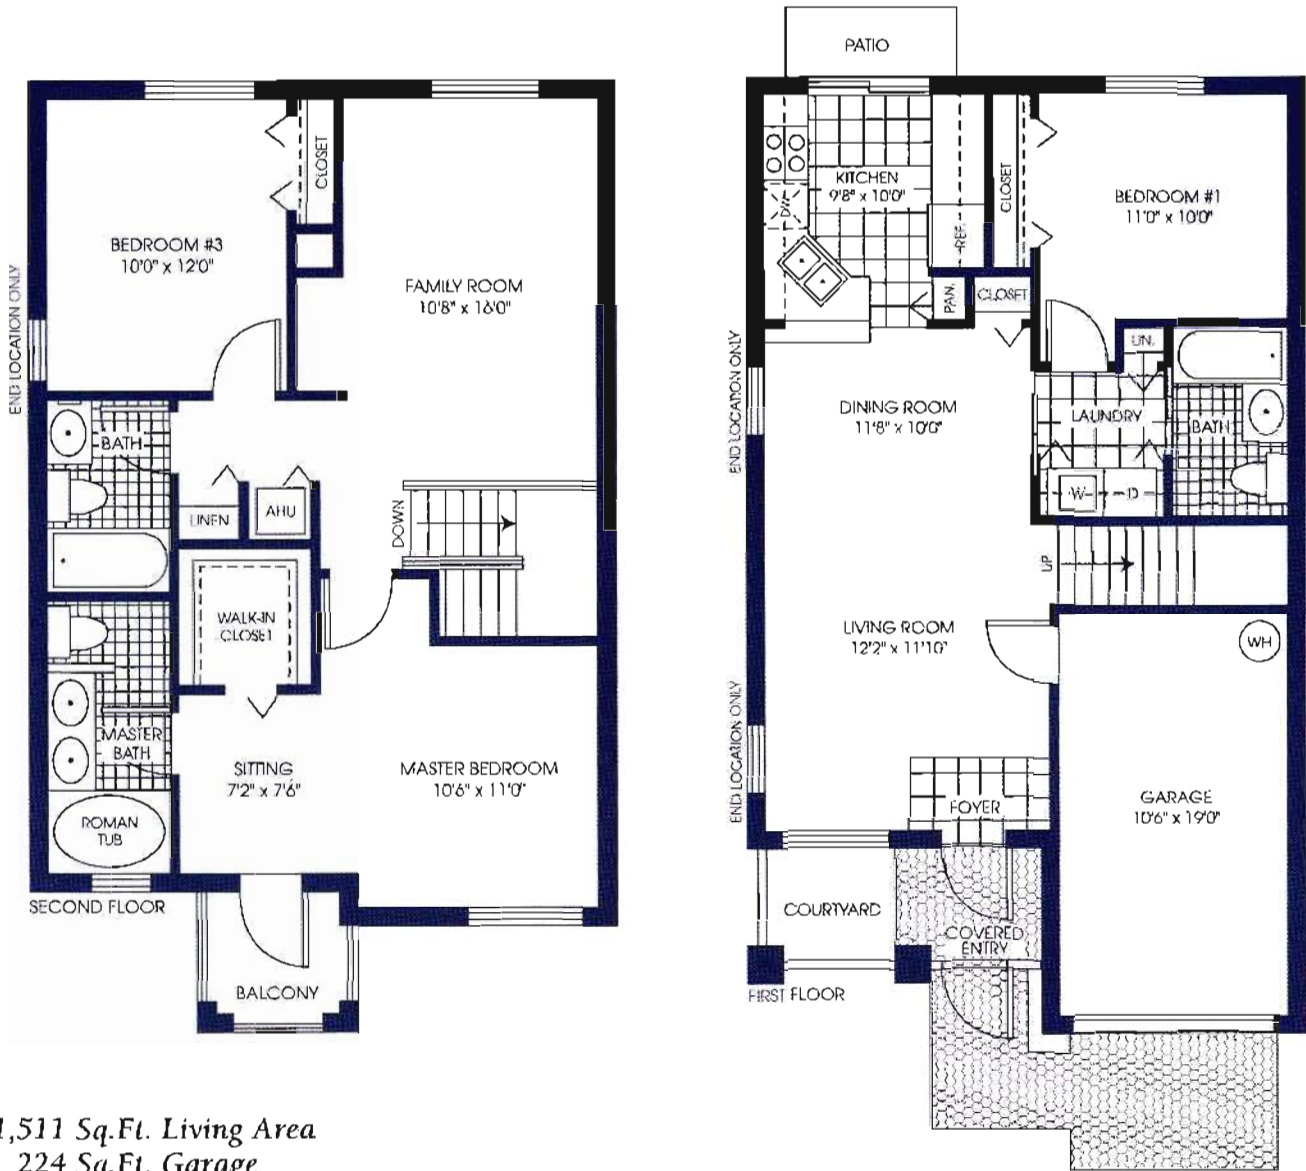 BEDROOM #3
10'0" x 12'0"
CLOSET
FAMILY ROOM
10'8" x 16'0"
END LOCATION ONLY
BATH
LINEN
AHU
DOWN
WALK-IN
CLOSET
MASTER
BATH
SITTING
7'2" x 7'6"
MASTER BEDROOM
10'6" x 11'0"
ROMAN
TUB
SECOND FLOOR
BALCONY
PATIO
KITCHEN
9'8" x 10'0"
DW
REF.
PAN.
CLOSET
CLOSET
BEDROOM #1
11'0" x 10'0"
END LOCATION ONLY
DINING ROOM
11'8" x 10'0"
LIN.
LAUNDRY
BATH
W
D
UP
LIVING ROOM
12'2" x 11'10"
WH
END LOCATION ONLY
FOYER
GARAGE
10'6" x 19'0"
COURTYARD
COVERED
ENTRY
FIRST FLOOR
1,511 Sq.Ft. Living Area
224 Sq.Ft. Garage